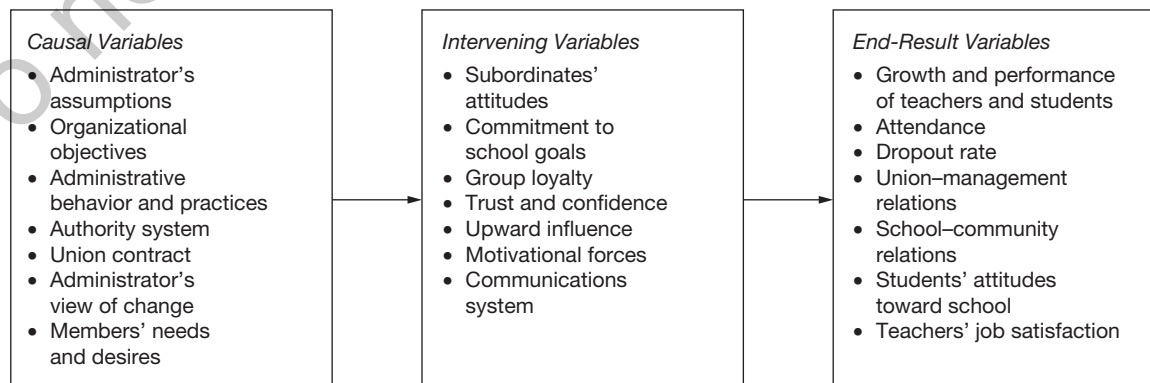 Causal Variables
• Administrator's
assumptions
• Organizational
objectives
• Administrative
behavior and practices
• Authority system
• Union contract
• Administrator's
view of change
• Members' needs
and desires
Intervening Variables
• Subordinates'
attitudes
• Commitment to
school goals
• Group loyalty
• Trust and confidence
• Upward influence
• Motivational forces
• Communications
system
End-Result Variables
• Growth and performance
of teachers and students
• Attendance
• Dropout rate
• Union–management
relations
• School–community
relations
• Students' attitudes
toward school
• Teachers' job satisfaction